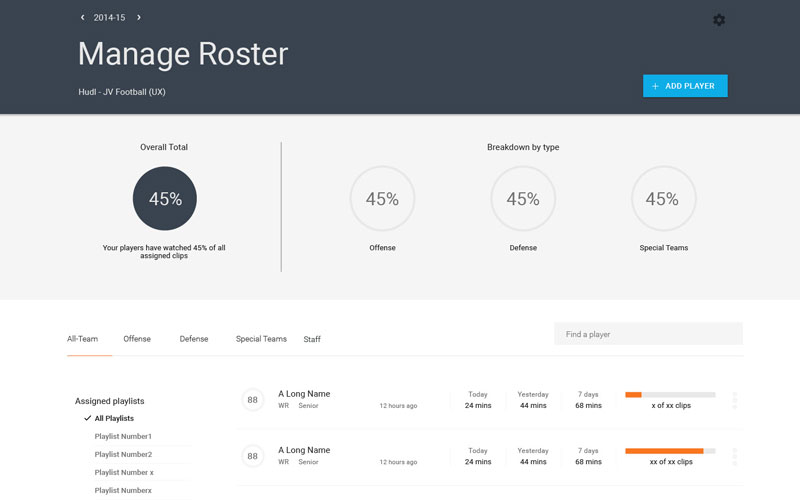 2014-15
Manage Roster
Hudl - JV Football (UX)
+ ADD PLAYER
Overall Total
45%
Your players have watched 45% of all
assigned clips
Breakdown by type
45%
Offense
45%
Defense
45%
Special Teams
All-Team Offense Defense Special Teams Staff
Find a player
Assigned playlists
All Playlists
Playlist Number1
Playlist Number2
Playlist Number x
Playlist Numberx
88
A Long Name
WR Senior
12 hours ago
Today
24 mins
Yesterday
44 mins
7 days
68 mins
x of xx clips
88
A Long Name
WR Senior
12 hours ago
Today
24 mins
Yesterday
44 mins
7 days
68 mins
xx of xx clips